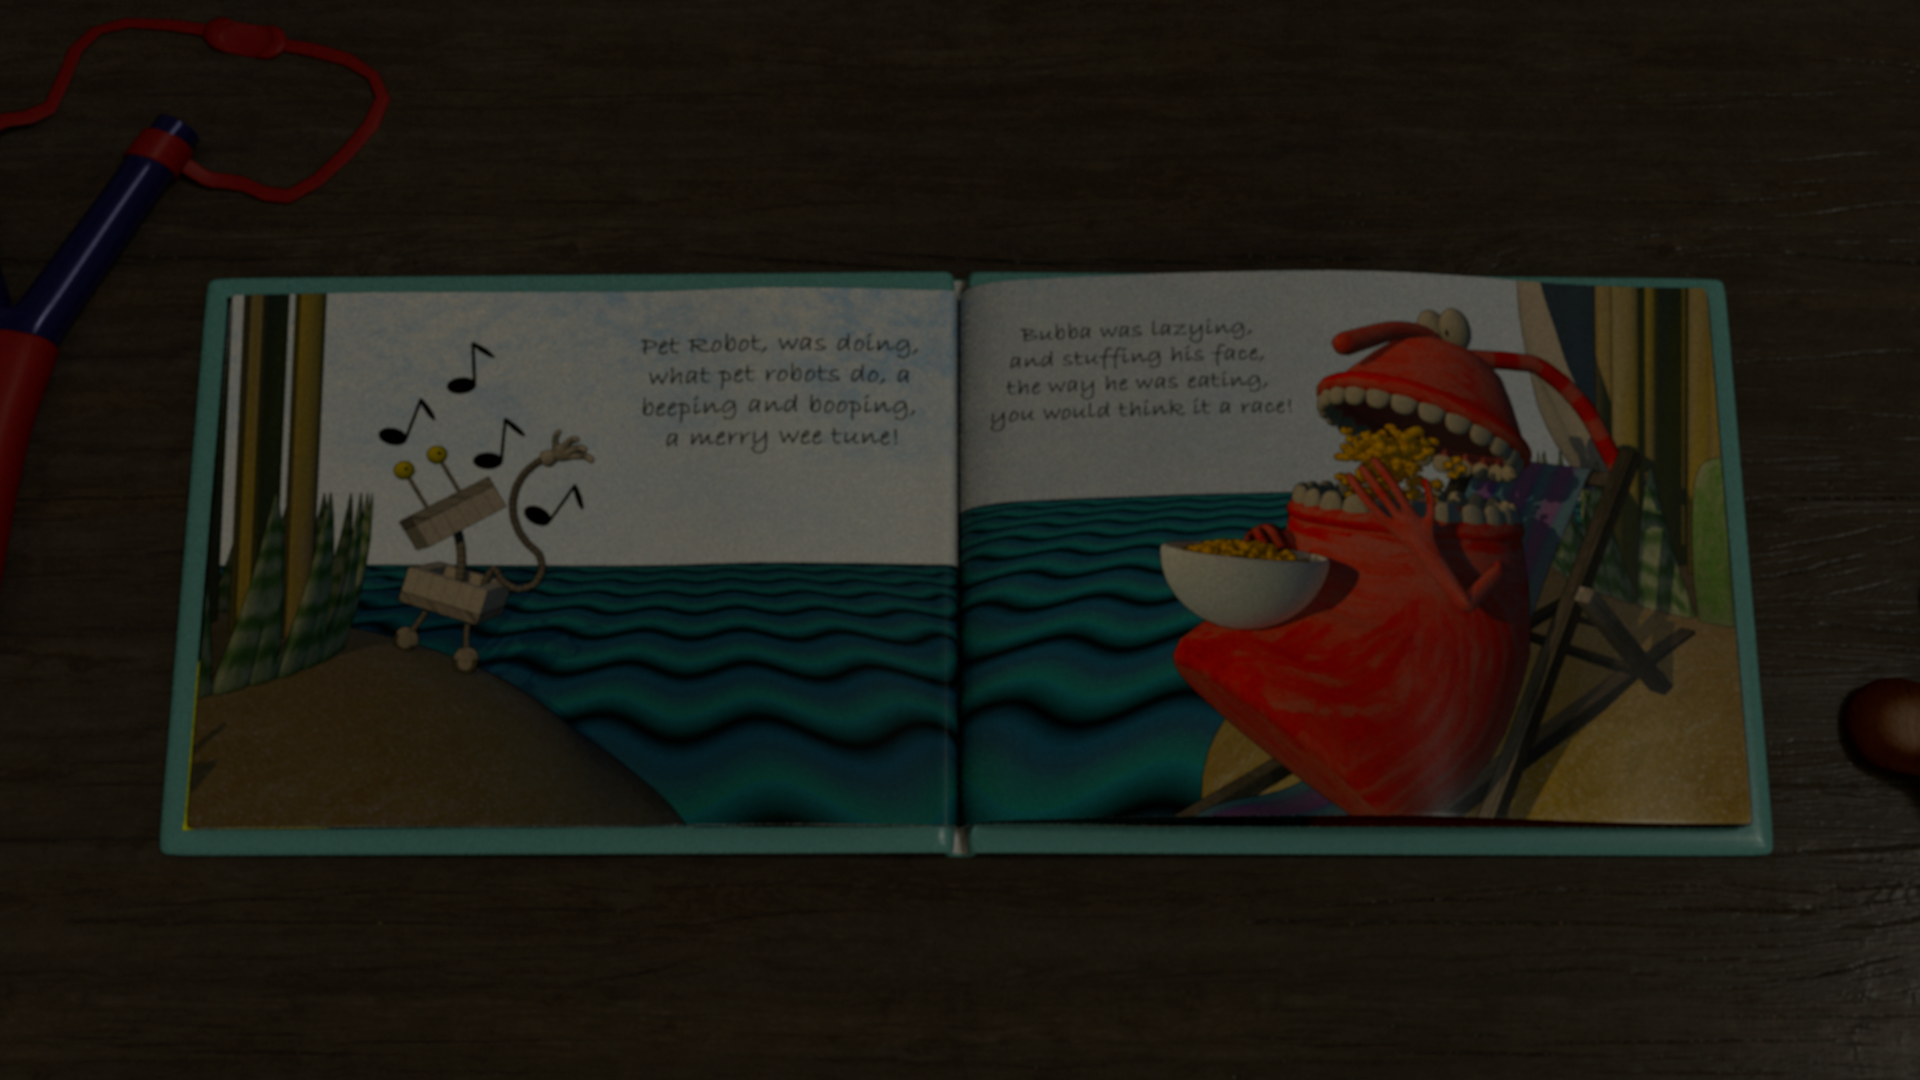 Pet Robot, was doing,
what pet robots do, a
beeping and booping,
a merry wee tune!
Bubba was lazying,
and stuffing his face,
the way he was eating,
you would think it a race!